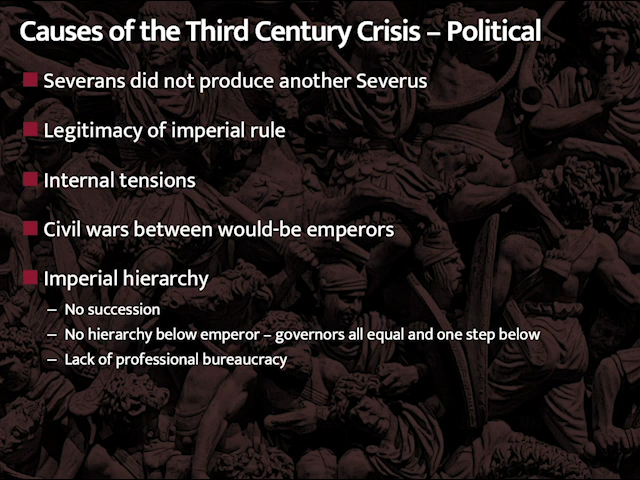 Causes of the Third Century Crisis – Political
Severans did not produce another Severus
Legitimacy of imperial rule
Internal tensions
Civil wars between would-be emperors
Imperial hierarchy
– No succession
– No hierarchy below emperor – governors all equal and one step below
– Lack of professional bureaucracy